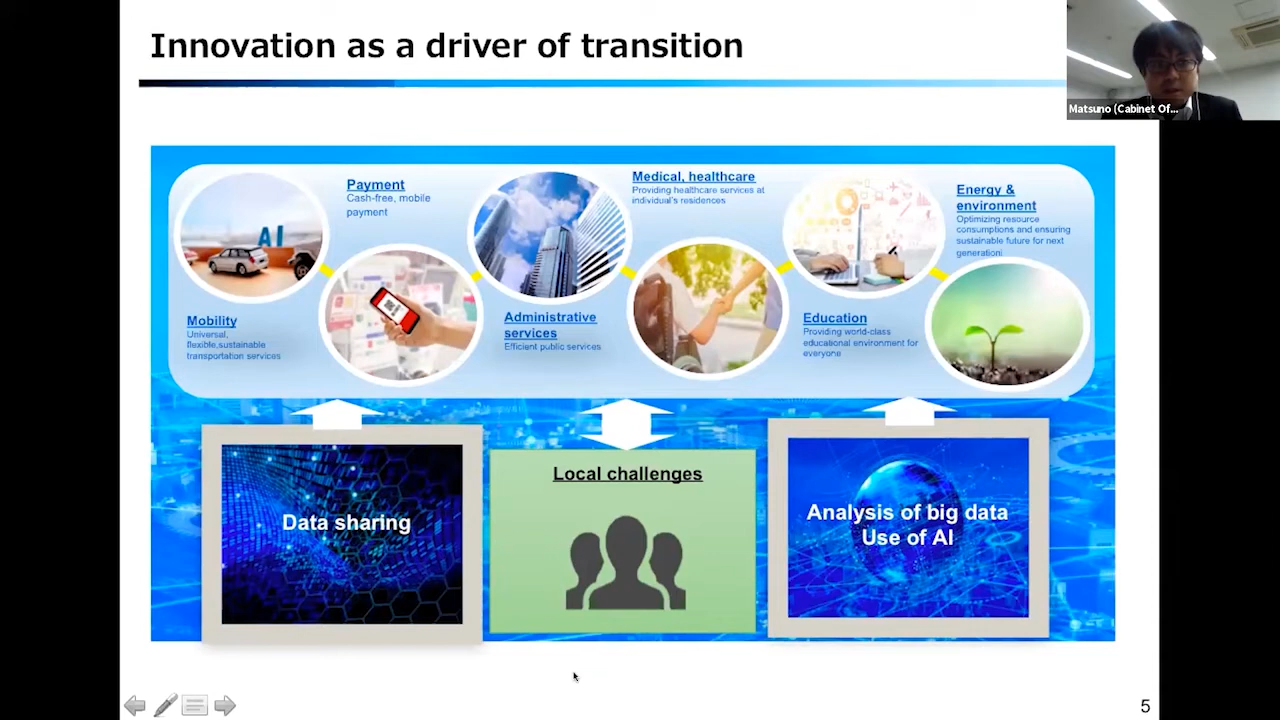 Innovation as a driver of transition
Matsuno (Cabinet Of...
Payment
Cash-free, mobile
payment
Medical, healthcare
Providing healthcare services at
individual's residences
Energy &
environment
Optimizing resource
consumptions and ensuring
sustainable future for next
generation
AI
Mobility
Universal,
flexible,sustainable
transportation services
Administrative
services
Efficient public services
Education
Providing world-class
educational environment for
everyone
Data sharing
Local challenges
Analysis of big data
Use of AI
5